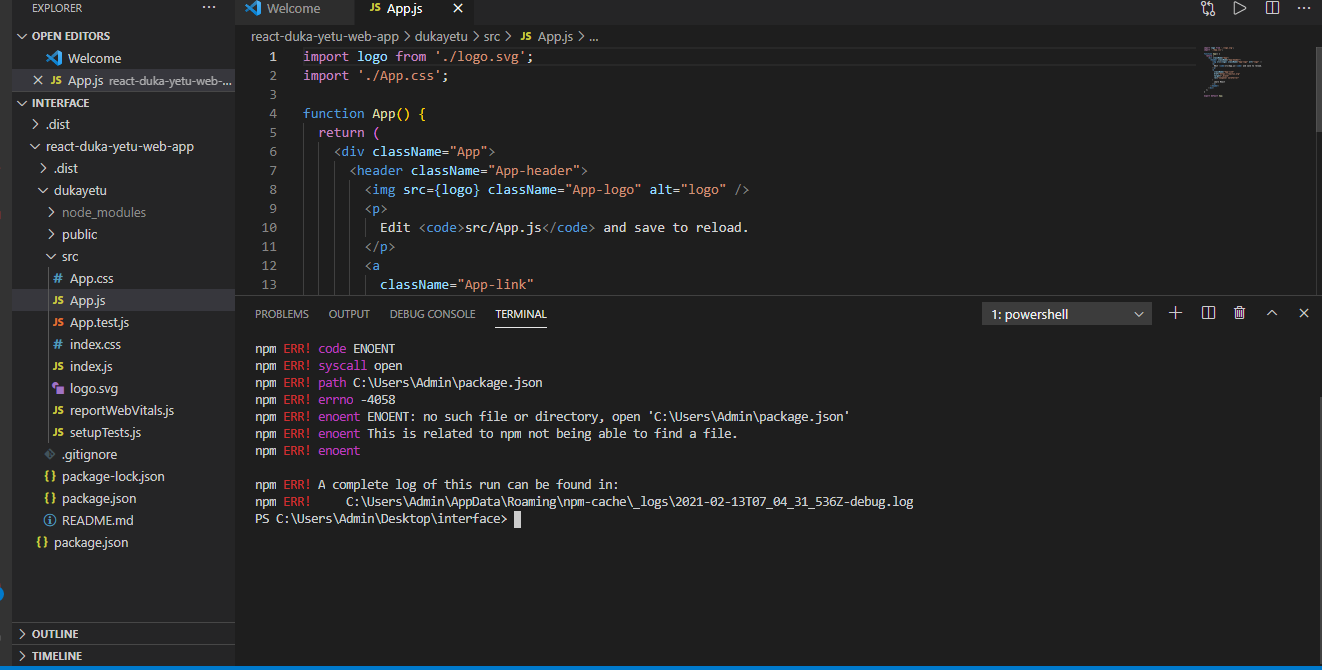 EXPLORER
OPEN EDITORS
Welcome
App.js react-duka-yetu-web-...
INTERFACE
.dist
react-duka-yetu-web-app
.dist
dukayetu
node_modules
public
src
# App.css
JS App.js
JS App.test.js
# index.css
JS index.js
logo.svg
JS reportWebVitals.js
JS setupTests.js
.gitignore
{} package-lock.json
{} package.json
README.md
{} package.json
OUTLINE
TIMELINE
Welcome
JS App.js
react-duka-yetu-web-app > dukayetu > src > JS App.js > ...
1 import logo from './logo.svg';
2 import './App.css';
3
4 function App() {
5 return (
6 <div className="App">
7 <header className="App-header">
8 <img src={logo} className="App-logo" alt="logo" />
9 <p>
10 Edit <code>src/App.js</code> and save to reload.
11 </p>
12 <a
13 className="App-link"
PROBLEMS OUTPUT DEBUG CONSOLE TERMINAL 1: powershell
npm ERR! code ENOENT
npm ERR! syscall open
npm ERR! path C:\Users\Admin\package.json
npm ERR! errno -4058
npm ERR! enoent ENOENT: no such file or directory, open 'C:\Users\Admin\package.json'
npm ERR! enoent This is related to npm not being able to find a file.
npm ERR! enoent
npm ERR! A complete log of this run can be found in:
npm ERR! C:\Users\Admin\AppData\Roaming\npm-cache\_logs\2021-02-13T07_04_31_536Z-debug.log
PS C:\Users\Admin\Desktop\interface>